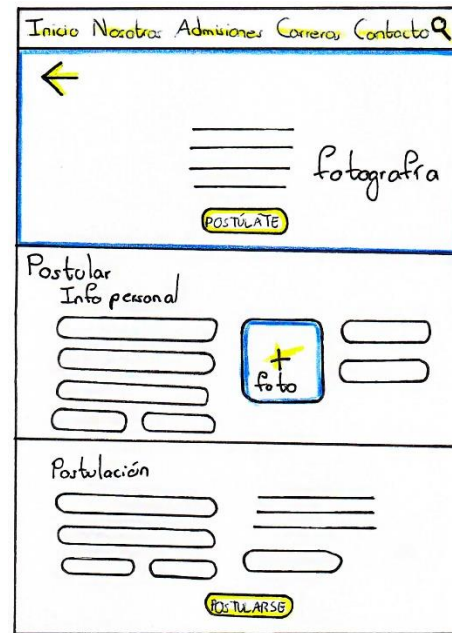 Inicio Nosotros Admisiones Carreras Contacto
fotografía
POSTÚLATE
Postular
Info personal
+
foto
Postulación
POSTULARSE